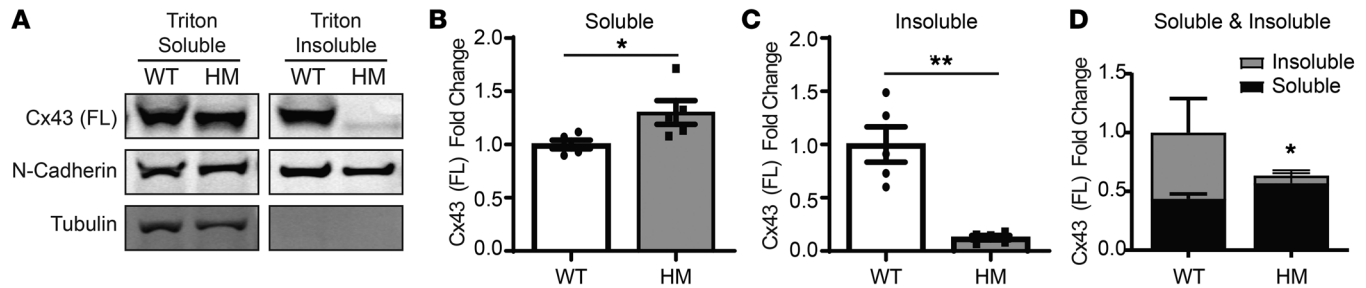 A
Triton
Soluble
Triton
Insoluble
WT HM WT HM
Cx43 (FL)
N-Cadherin
Tubulin
B
Soluble
Cx43 (FL) Fold Change
2.0
1.5
1.0
0.5
0.0
*
WT HM
C
Insoluble
Cx43 (FL) Fold Change
2.0
1.5
1.0
0.5
0.0
**
WT HM
D
Soluble & Insoluble
Insoluble
Soluble
Cx43 (FL) Fold Change
1.5
1.0
0.5
0.0
*
WT HM